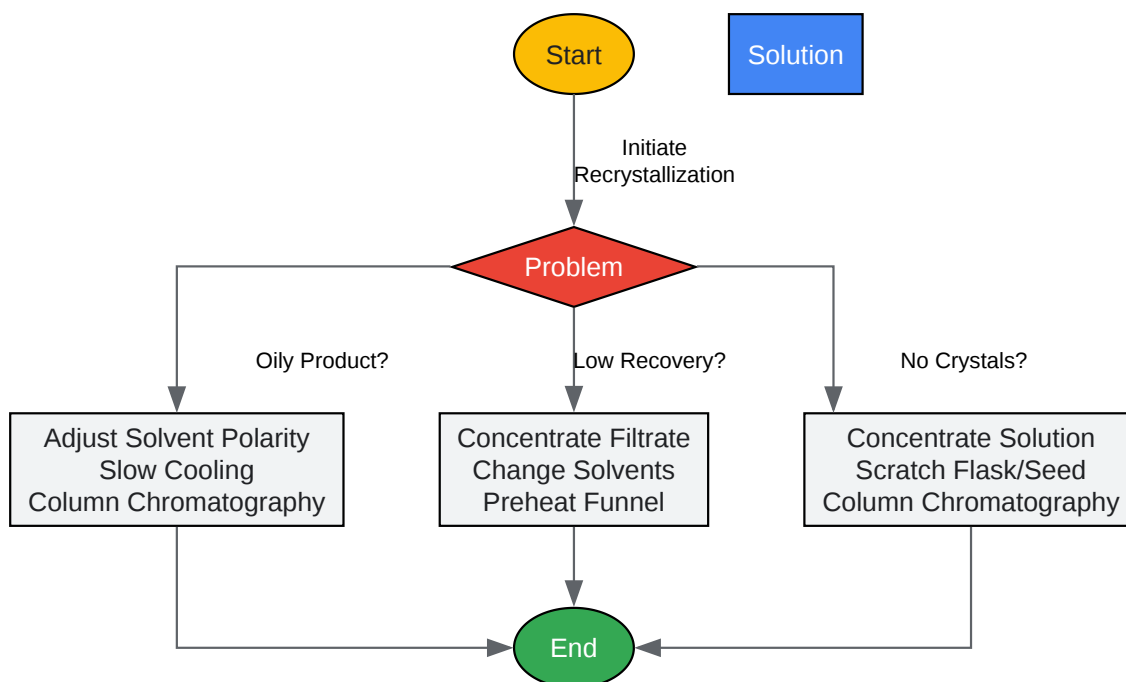 Start
Solution
Initiate
Recrystallization
Problem
Oily Product?
Low Recovery?
No Crystals?
Adjust Solvent Polarity
Slow Cooling
Column Chromatography
Concentrate Filtrate
Change Solvents
Preheat Funnel
Concentrate Solution
Scratch Flask/Seed
Column Chromatography
End